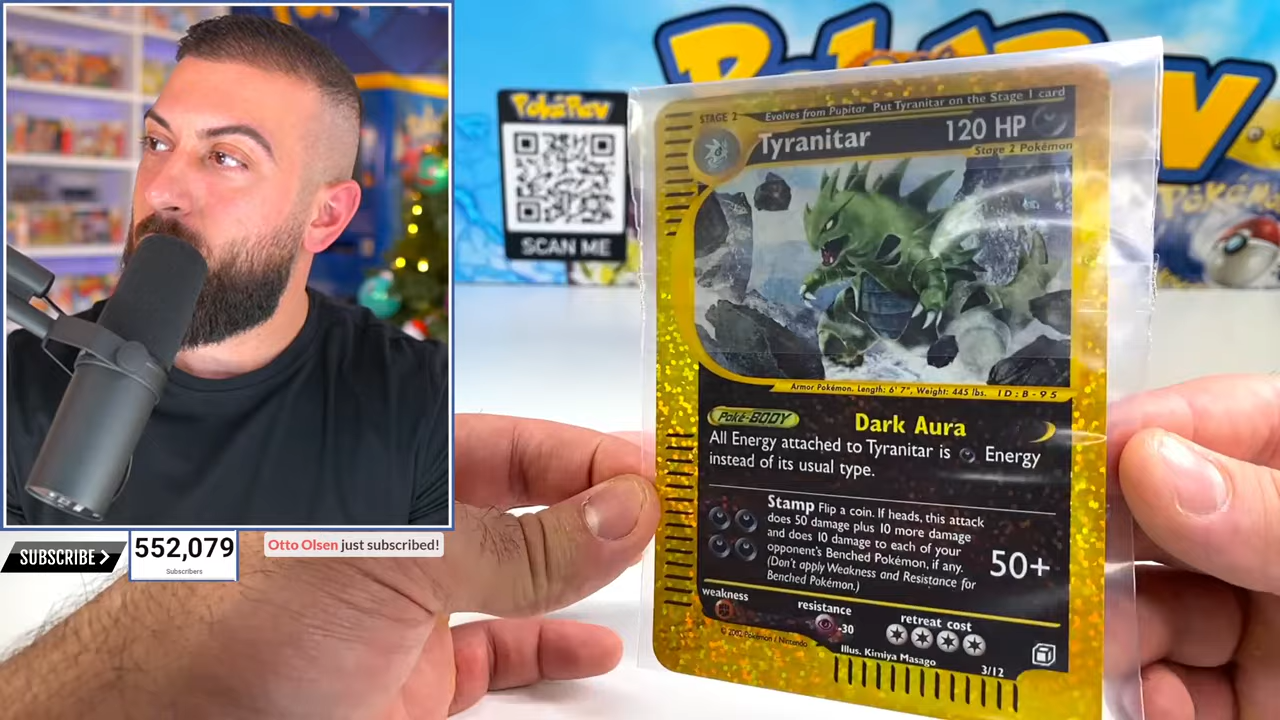 PokéRev
SCAN ME
STAGE 2
Evolves from Pupitar Put Tyranitar on the Stage 1 card
Tyranitar 120 HP
Stage 2 Pokémon
Armor Pokémon. Length: 6' 7", Weight: 445 lbs. ID:B-95
Poké-BODY Dark Aura
All Energy attached to Tyranitar is Energy
instead of its usual type.
Stamp Flip a coin. If heads, this attack
does 50 damage plus 10 more damage
and does 10 damage to each of your
opponent's Benched Pokémon, if any.
(Don't apply Weakness and Resistance for
Benched Pokémon.)
50+
weakness
resistance
-30
retreat cost
Illus. Kimiya Masago
3/12
Pokémon
SUBSCRIBE >
552,079
Subscribers
Otto Olsen just subscribed!